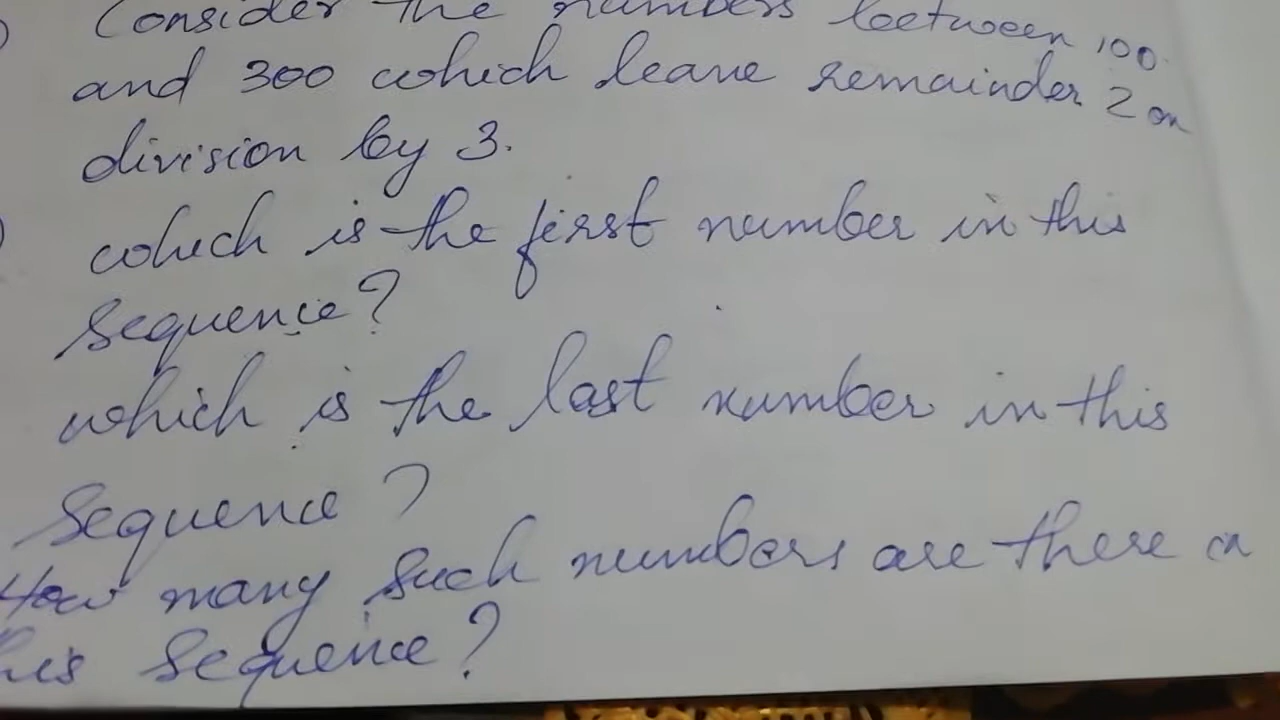 Consider the numbers between 100
and 300 which leave remainder 2 on
division by 3.
which is the first number in this
sequence?
which is the last number in this
sequence?
How many such numbers are there in
this sequence?